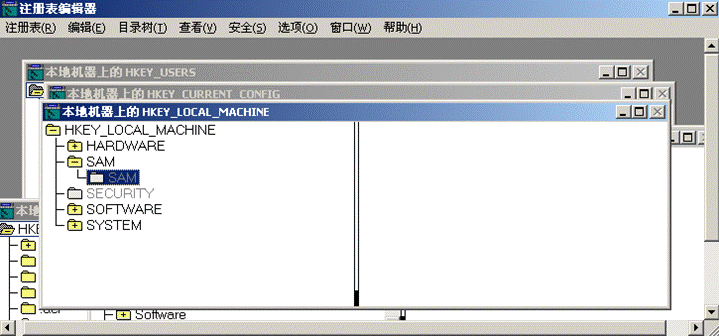 注册表编辑器
注册表(R) 编辑(E) 目录树(T) 查看(V) 安全(S) 选项(O) 窗口(W) 帮助(H)
本地机器上的 HKEY_USERS
本地机器上的 HKEY_CURRENT_CONFIG
本地机器上的 HKEY_LOCAL_MACHINE
HKEY_LOCAL_MACHINE
HARDWARE
SAM
SAM
SECURITY
SOFTWARE
本地
SYSTEM
HKE
Software